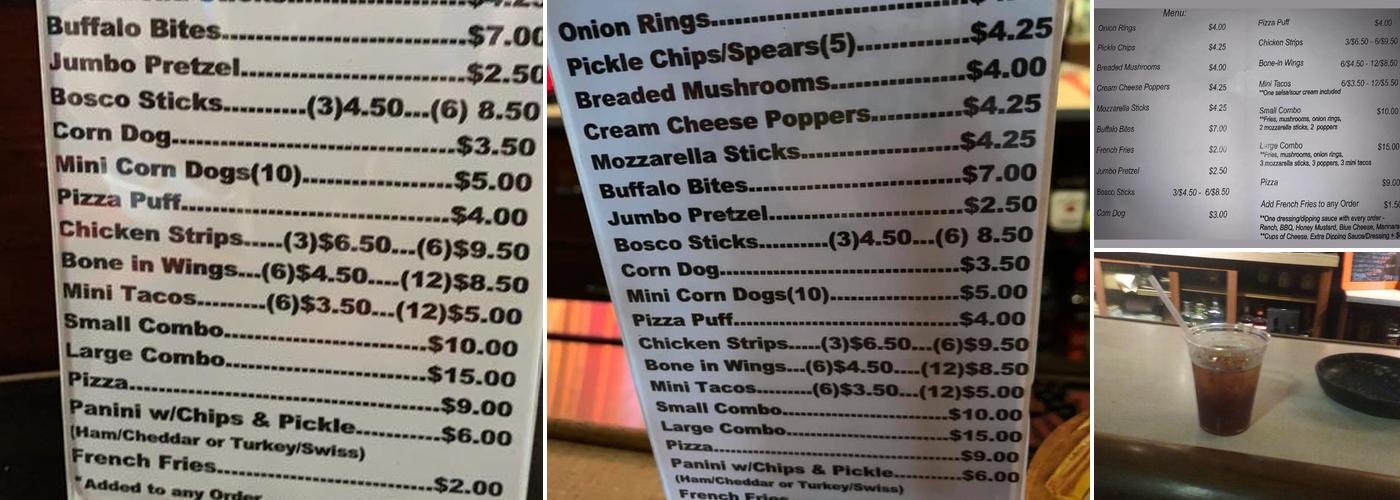 Buffalo Bites..............................$7.00
Jumbo Pretzel...........................$2.50
Bosco Sticks..........(3)4.50...(6) 8.50
Corn Dog...................................$3.50
Mini Corn Dogs(10)..................$5.00
Pizza Puff..................................$4.00
Chicken Strips.....(3)$6.50...(6)$9.50
Bone in Wings...(6)$4.50....(12)$8.50
Mini Tacos.........(6)$3.50...(12)$5.00
Small Combo..........................$10.00
Large Combo..........................$15.00
Pizza........................................$9.00
Panini w/Chips & Pickle..........$6.00
(Ham/Cheddar or Turkey/Swiss)
French Fries............................$2.00
*Added to any Order
Onion Rings
Pickle Chips/Spears(5).............$4.25
Breaded Mushrooms................$4.00
Cream Cheese Poppers............$4.25
Mozzarella Sticks......................$4.25
Buffalo Bites..............................$7.00
Jumbo Pretzel...........................$2.50
Bosco Sticks..........(3)4.50...(6) 8.50
Corn Dog...................................$3.50
Mini Corn Dogs(10)..................$5.00
Pizza Puff..................................$4.00
Chicken Strips.....(3)$6.50...(6)$9.50
Bone in Wings...(6)$4.50....(12)$8.50
Mini Tacos.........(6)$3.50...(12)$5.00
Small Combo..........................$10.00
Large Combo..........................$15.00
Pizza........................................$9.00
Panini w/Chips & Pickle..........$6.00
(Ham/Cheddar or Turkey/Swiss)
French Fries
Menu:
Onion Rings $4.00
Pickle Chips $4.25
Breaded Mushrooms $4.00
Cream Cheese Poppers $4.25
Mozzarella Sticks $4.25
Buffalo Bites $7.00
French Fries $2.00
Jumbo Pretzel $2.50
Bosco Sticks 3/$4.50 - 6/$8.50
Corn Dog $3.00
Pizza Puff $4.00
Chicken Strips 3/$6.50 - 6/$9.50
Bone-in Wings 6/$4.50 - 12/$8.50
Mini Tacos 6/$3.50 - 12/$5.50
**One salsa/sour cream included
Small Combo $10.00
**Fries, mushrooms, onion rings,
2 mozzarella sticks, 2 poppers
Large Combo $15.00
**Fries, mushrooms, onion rings,
3 mozzarella sticks, 3 poppers, 3 mini tacos
Pizza $9.00
Add French Fries to any Order $1.50
**One dressing/dipping sauce with every order -
Ranch, BBQ, Honey Mustard, Blue Cheese, Marinara
**Cups of Cheese, Extra Dipping Sauce/Dressing +